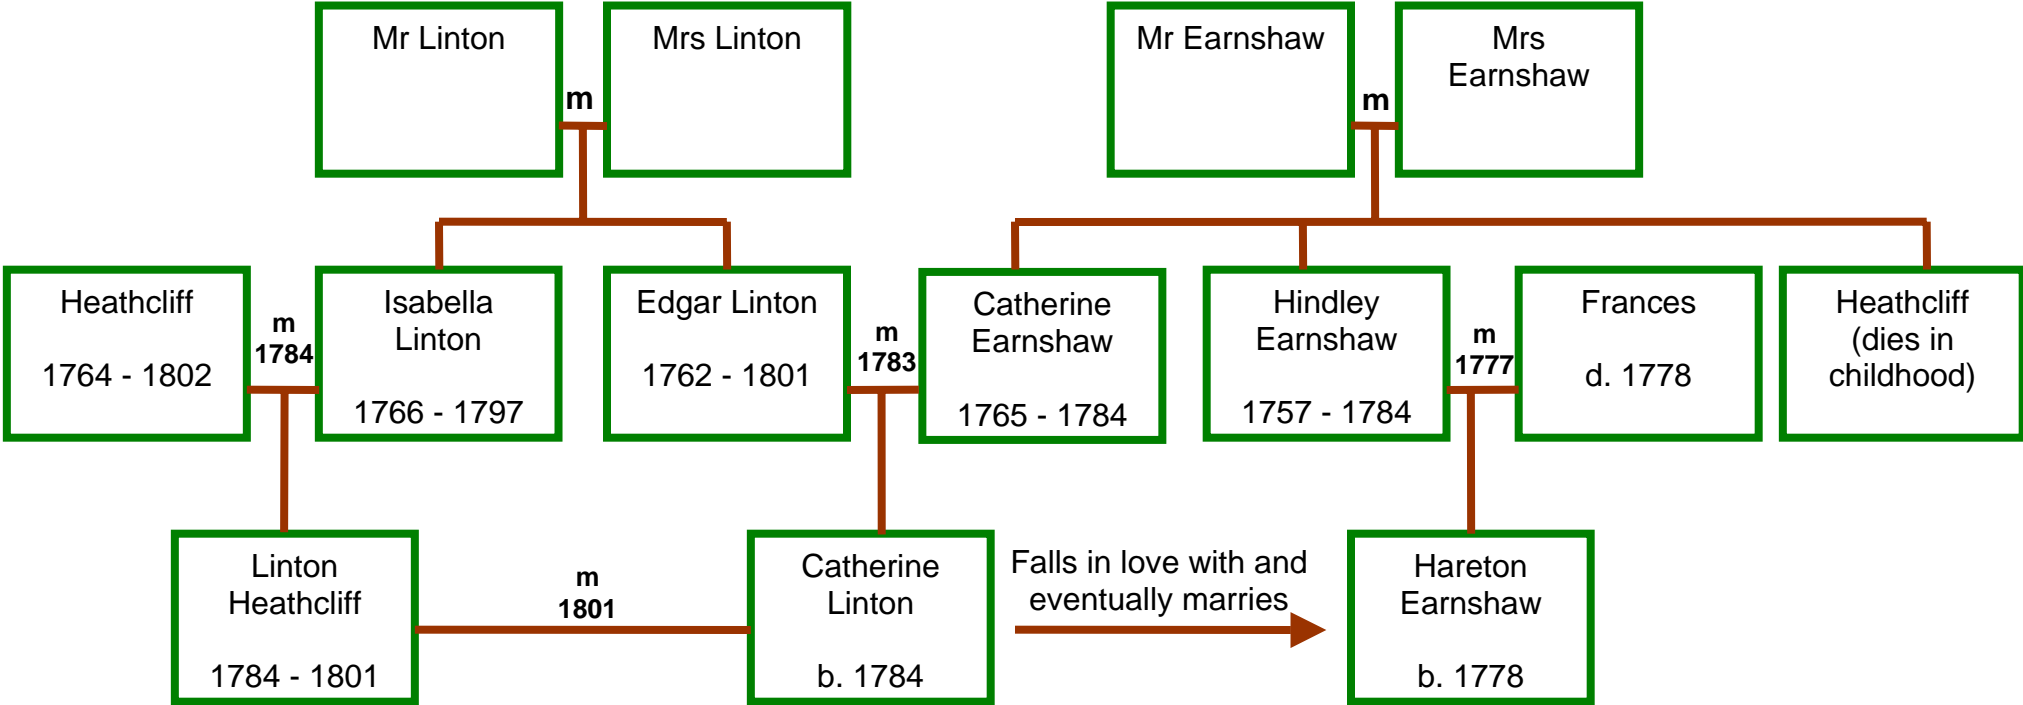 Mr Linton
Mrs Linton
Mr Earnshaw
Mrs
Earnshaw
m
m
Heathcliff
1764 - 1802
m
1784
Isabella
Linton
1766 - 1797
Edgar Linton
1762 - 1801
m
1783
Catherine
Earnshaw
1765 - 1784
Hindley
Earnshaw
1757 - 1784
m
1777
Frances
d. 1778
Heathcliff
(dies in
childhood)
Linton
Heathcliff
1784 - 1801
m
1801
Catherine
Linton
b. 1784
Falls in love with and
eventually marries
Hareton
Earnshaw
b. 1778